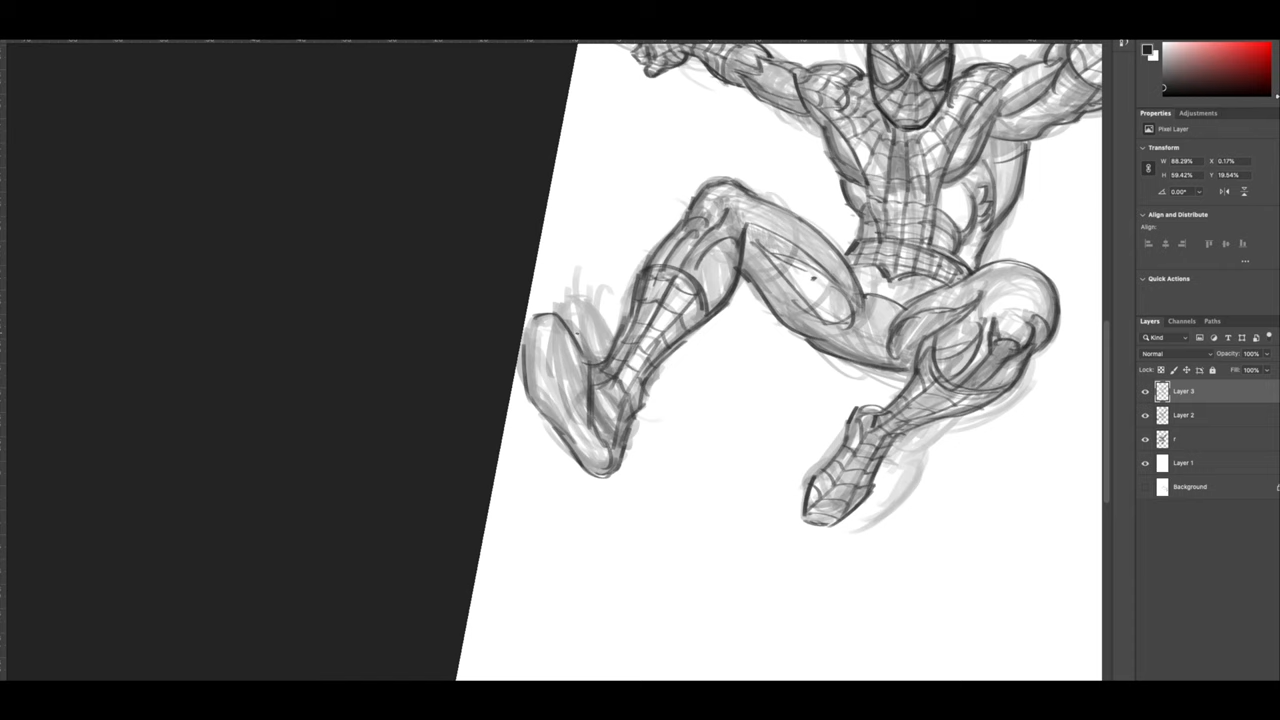 Properties Adjustments
Pixel Layer
Transform
W 88.29% X 0.17%
H 59.42% Y 19.54%
0.00°
Align and Distribute
Align:
...
Quick Actions
Layers Channels Paths
Kind
Normal Opacity: 100%
Lock: Fill: 100%
Layer 3
Layer 2
r
Layer 1
Background